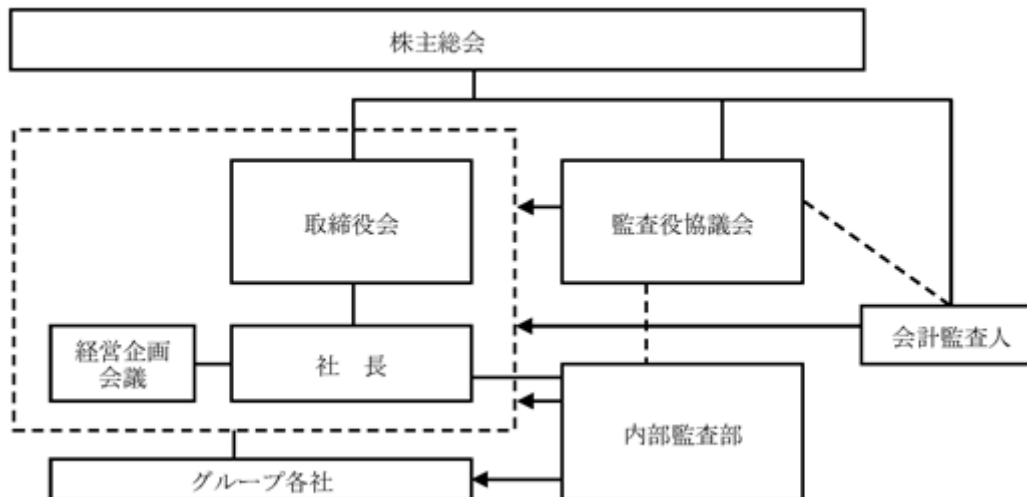 株主総会
取締役会
監査役協議会
会計監査人
経営企画
会議
社　長
内部監査部
グループ各社